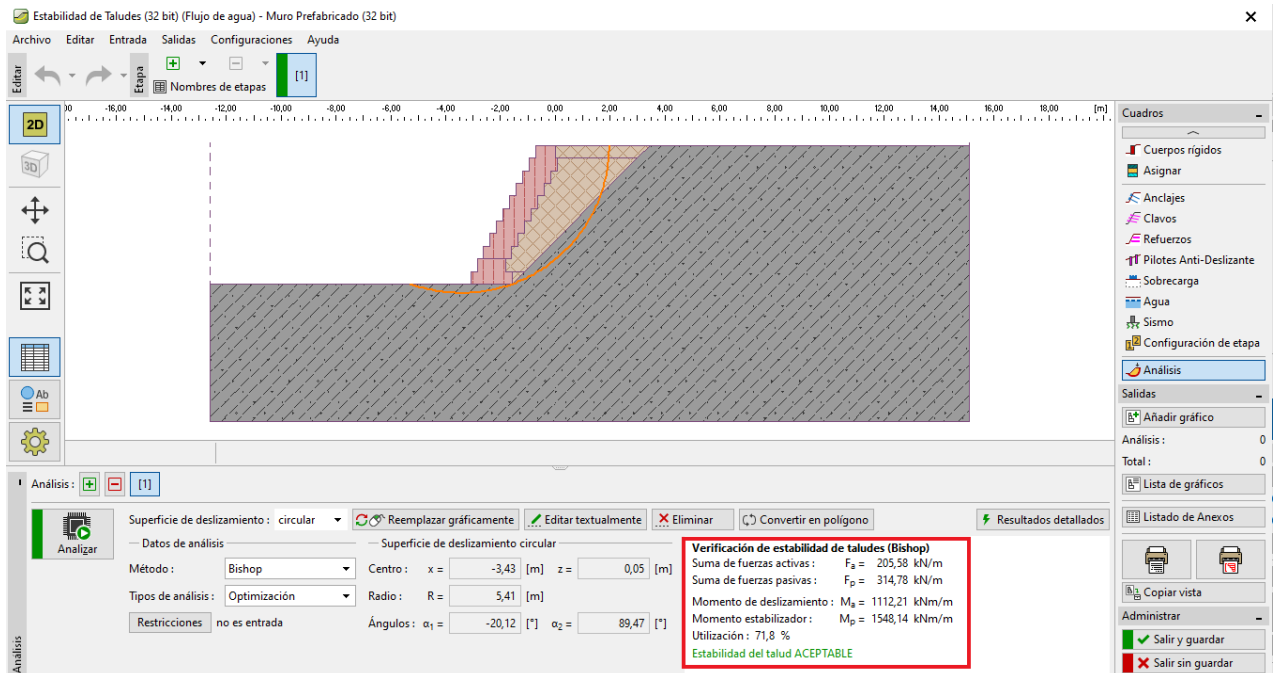 Estabilidad de Taludes (32 bit) (Flujo de agua) - Muro Prefabricado (32 bit)
Archivo Editar Entrada Salidas Configuraciones Ayuda
Editar
Etapa
Nombres de etapas
[1]
2D
3D
-16,00 -14,00 -12,00 -10,00 -8,00 -6,00 -4,00 -2,00 0,00 2,00 4,00 6,00 8,00 10,00 12,00 14,00 16,00 18,00 [m]
Ab
Cuadros
Cuerpos rígidos
Asignar
Anclajes
Clavos
Refuerzos
Pilotes Anti-Deslizante
Sobrecarga
Agua
Sismo
Configuración de etapa
Análisis
Salidas
Añadir gráfico
Análisis : 0
Total : 0
Lista de gráficos
Listado de Anexos
Copiar vista
Administrar
Salir y guardar
Salir sin guardar
Análisis
Análisis : [1]
Analizar
Superficie de deslizamiento : circular Reemplazar gráficamente Editar textualmente Eliminar Convertir en polígono Resultados detallados
Datos de análisis
Método : Bishop
Tipos de análisis : Optimización
Restricciones no es entrada
Superficie de deslizamiento circular
Centro : x = -3,43 [m] z = 0,05 [m]
Radio : R = 5,41 [m]
Ángulos : α1 = -20,12 [°] α2 = 89,47 [°]
Verificación de estabilidad de taludes (Bishop)
Suma de fuerzas activas : Fa = 205,58 kN/m
Suma de fuerzas pasivas : Fp = 314,78 kN/m
Momento de deslizamiento : Ma = 1112,21 kNm/m
Momento estabilizador : Mp = 1548,14 kNm/m
Utilización : 71,8 %
Estabilidad del talud ACEPTABLE